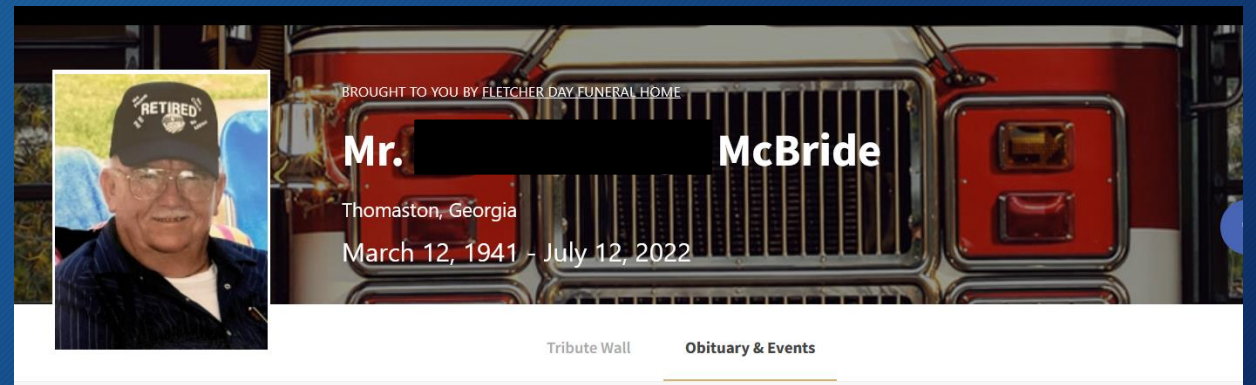 RETIRED
BROUGHT TO YOU BY FLETCHER DAY FUNERAL HOME
Mr. McBride
Thomaston, Georgia
March 12, 1941 - July 12, 2022
Tribute Wall Obituary & Events